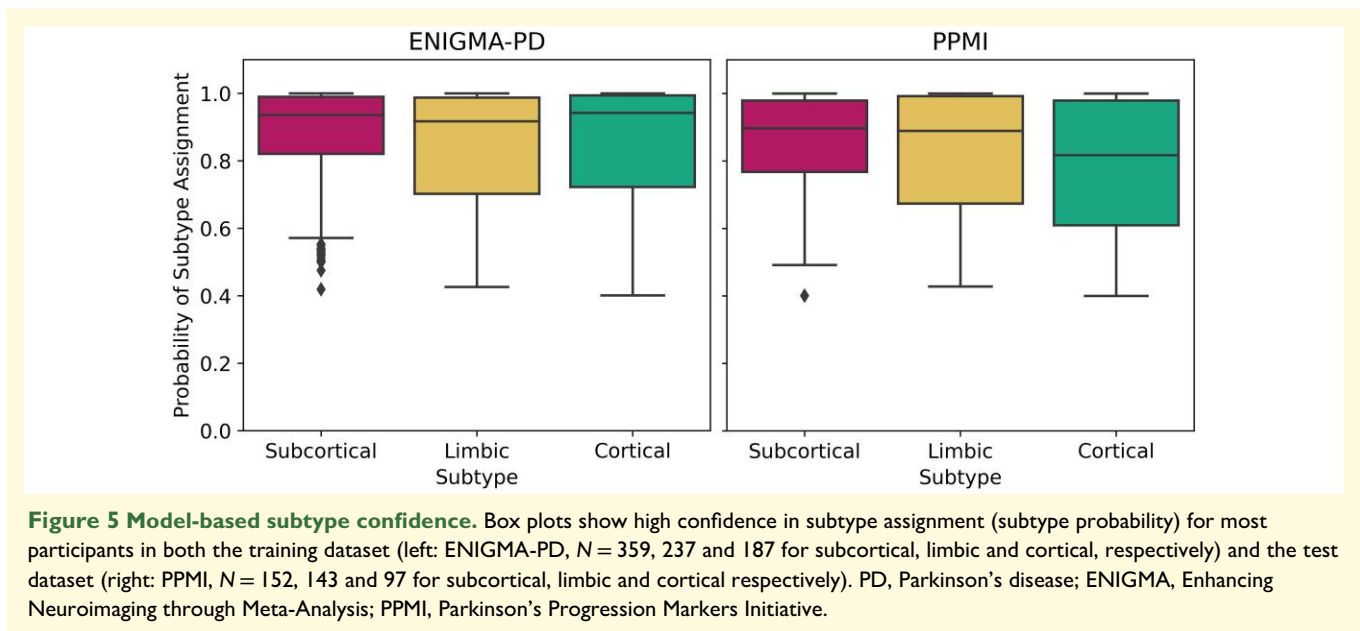 ENIGMA-PD
PPMI
Probability of Subtype Assignment
1.0
0.8
0.6
0.4
0.2
0.0
Subcortical Limbic Cortical
Subtype
Subcortical Limbic Cortical
Subtype
Figure 5 Model-based subtype confidence. Box plots show high confidence in subtype assignment (subtype probability) for most
participants in both the training dataset (left: ENIGMA-PD, N = 359, 237 and 187 for subcortical, limbic and cortical, respectively) and the test
dataset (right: PPMI, N = 152, 143 and 97 for subcortical, limbic and cortical respectively). PD, Parkinson's disease; ENIGMA, Enhancing
Neuroimaging through Meta-Analysis; PPMI, Parkinson's Progression Markers Initiative.